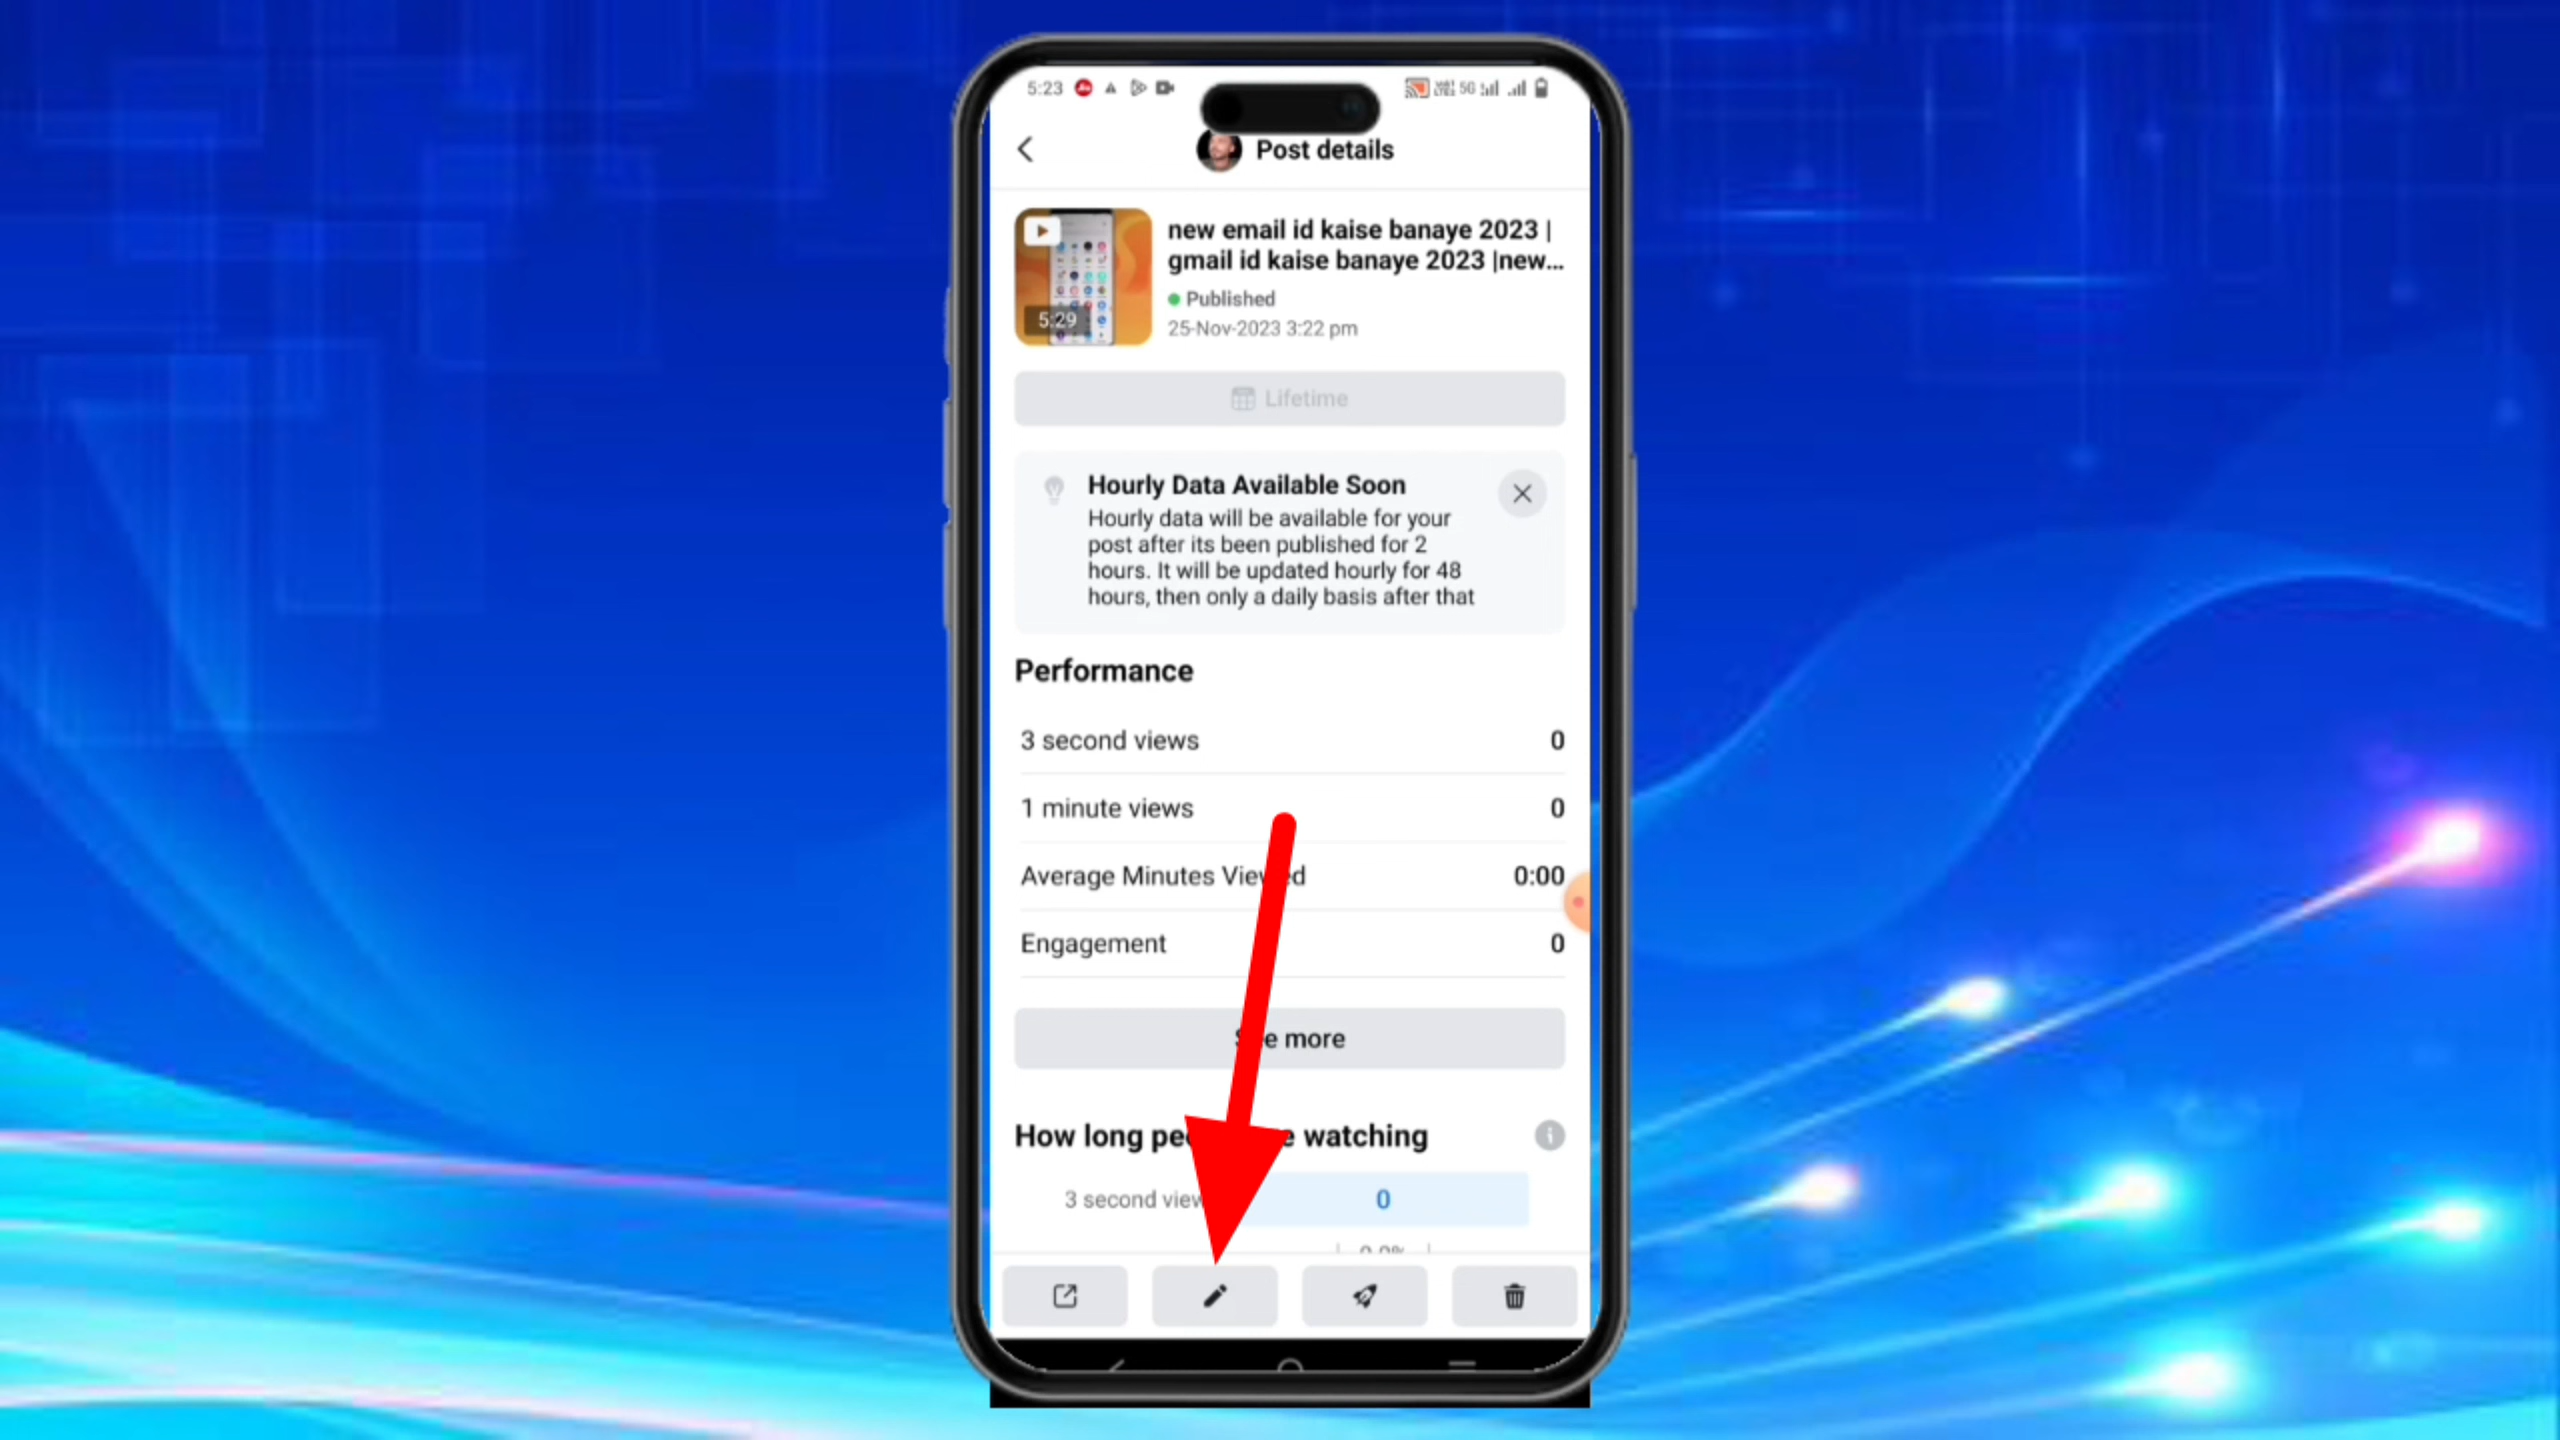 5:23
5G
Post details
new email id kaise banaye 2023 |
gmail id kaise banaye 2023 |new...
Published
25-Nov-2023 3:22 pm
5:29
Lifetime
Hourly Data Available Soon
Hourly data will be available for your
post after its been published for 2
hours. It will be updated hourly for 48
hours, then only a daily basis after that
Performance
3 second views 0
1 minute views 0
Average Minutes Viewed 0:00
Engagement 0
See more
How long watching
3 second view 0